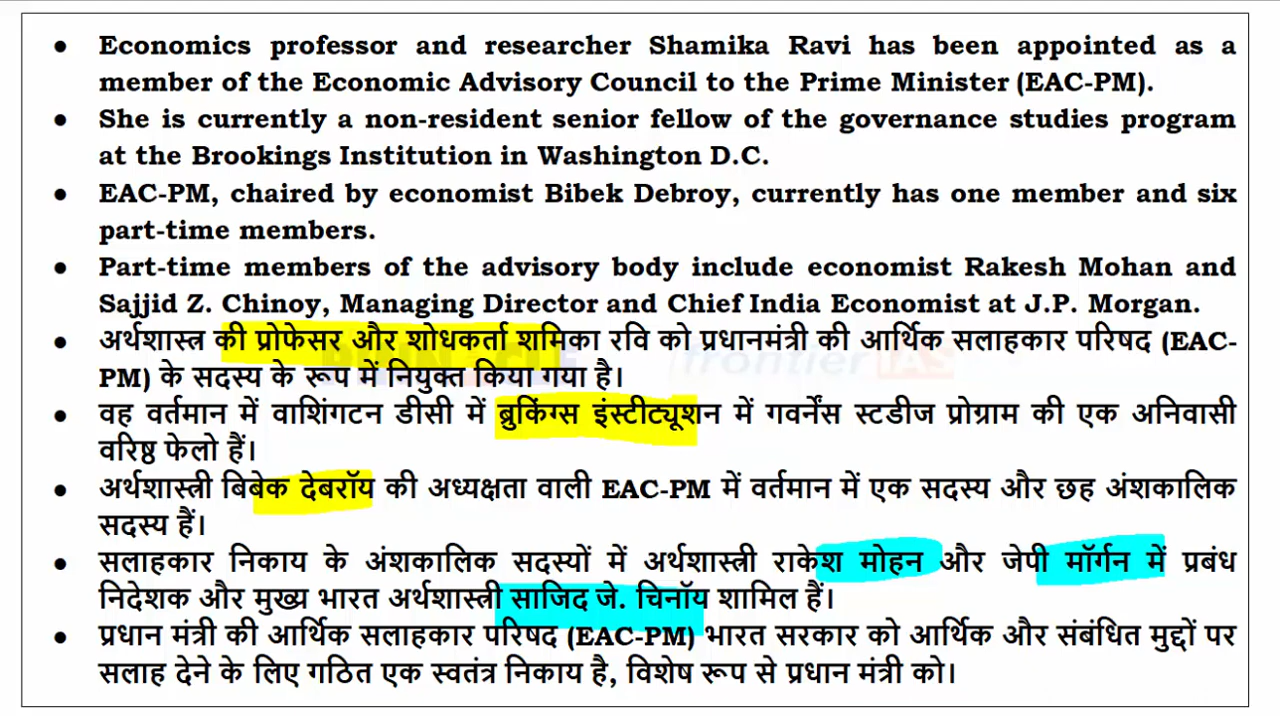 • Economics professor and researcher Shamika Ravi has been appointed as a
member of the Economic Advisory Council to the Prime Minister (EAC-PM).
• She is currently a non-resident senior fellow of the governance studies program
at the Brookings Institution in Washington D.C.
• EAC-PM, chaired by economist Bibek Debroy, currently has one member and six
part-time members.
• Part-time members of the advisory body include economist Rakesh Mohan and
Sajjid Z. Chinoy, Managing Director and Chief India Economist at J.P. Morgan.
• अर्थशास्त्र की प्रोफेसर और शोधकर्ता शमिका रवि को प्रधानमंत्री की आर्थिक सलाहकार परिषद (EAC-
PM) के सदस्य के रूप में नियुक्त किया गया है।
• वह वर्तमान में वाशिंगटन डीसी में ब्रुकिंग्स इंस्टीट्यूशन में गवर्नेंस स्टडीज प्रोग्राम की एक अनिवासी
वरिष्ठ फेलो हैं।
• अर्थशास्त्री बिबेक देबरॉय की अध्यक्षता वाली EAC-PM में वर्तमान में एक सदस्य और छह अंशकालिक
सदस्य हैं।
• सलाहकार निकाय के अंशकालिक सदस्यों में अर्थशास्त्री राकेश मोहन और जेपी मॉर्गन में प्रबंध
निदेशक और मुख्य भारत अर्थशास्त्री साजिद जे. चिनॉय शामिल हैं।
• प्रधान मंत्री की आर्थिक सलाहकार परिषद (EAC-PM) भारत सरकार को आर्थिक और संबंधित मुद्दों पर
सलाह देने के लिए गठित एक स्वतंत्र निकाय है, विशेष रूप से प्रधान मंत्री को।
PINNACLE frontier IAS